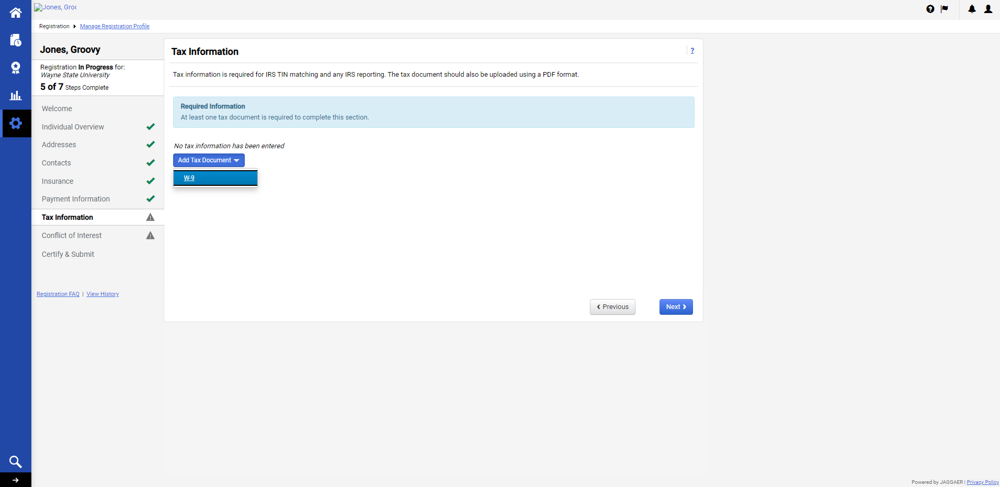 Jones, Groo
Registration Manage Registration Profile
Jones, Groovy
Registration In Progress for:
Wayne State University
5 of 7 Steps Complete
Welcome
Individual Overview
Addresses
Contacts
Insurance
Payment Information
Tax Information
Conflict of Interest
Certify & Submit
Registration FAQ | View History
Tax Information
?
Tax information is required for IRS TIN matching and any IRS reporting. The tax document should also be uploaded using a PDF format.
Required Information
At least one tax document is required to complete this section.
No tax information has been entered
Add Tax Document
W-9
Previous
Next
Powered by JAGGAER | Privacy Policy